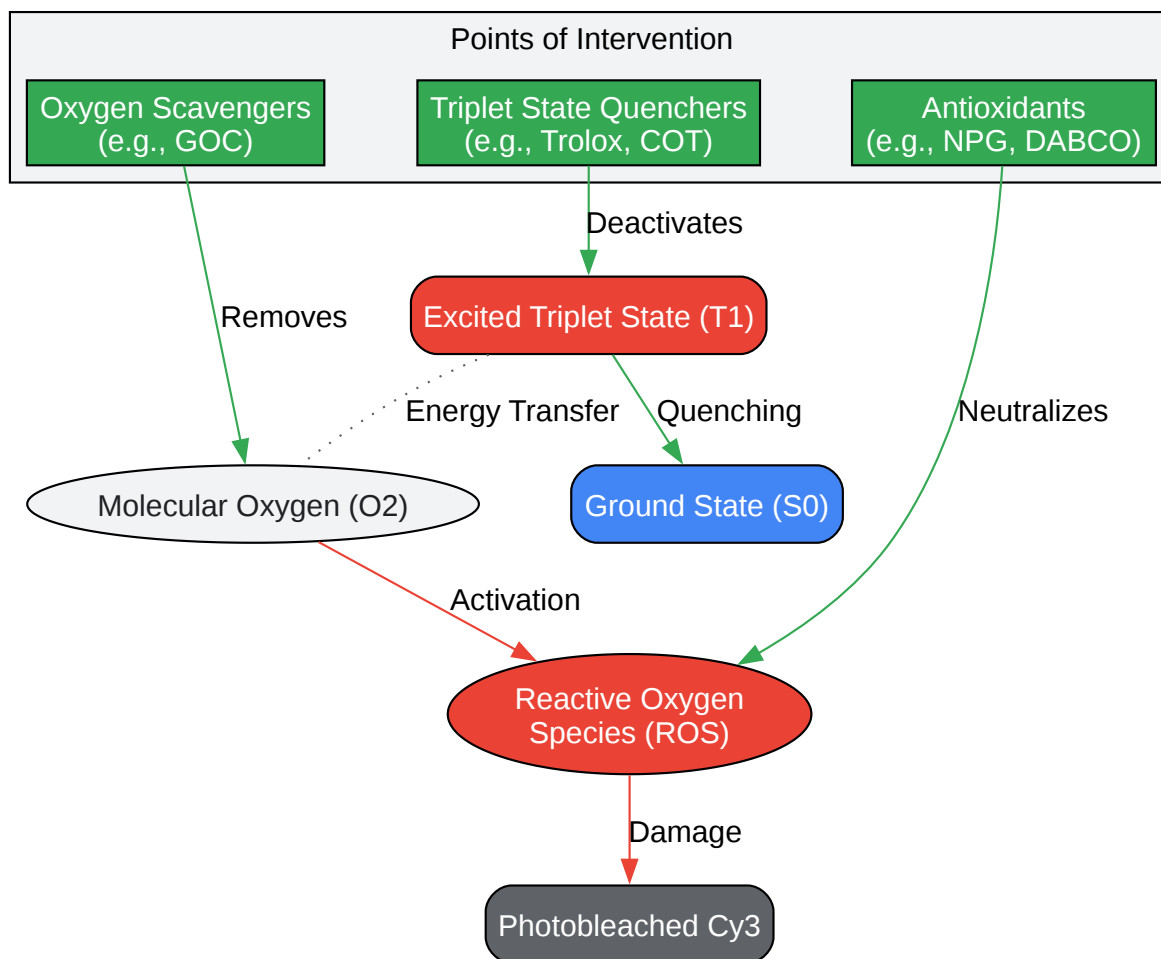 Points of Intervention
Oxygen Scavengers
(e.g., GOC)
Triplet State Quenchers
(e.g., Trolox, COT)
Antioxidants
(e.g., NPG, DABCO)
Deactivates
Removes
Excited Triplet State (T1)
Energy Transfer
Quenching
Neutralizes
Molecular Oxygen (O2)
Ground State (S0)
Activation
Reactive Oxygen
Species (ROS)
Damage
Photobleached Cy3